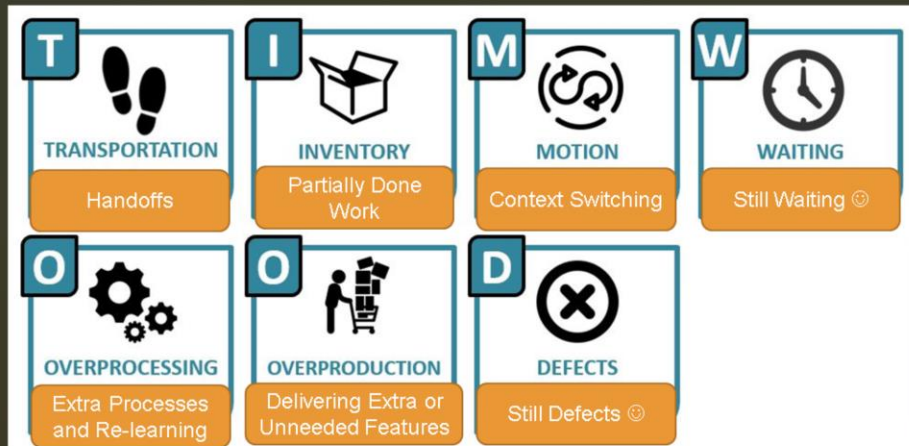 T
TRANSPORTATION
Handoffs
I
INVENTORY
Partially Done
Work
M
MOTION
Context Switching
W
WAITING
Still Waiting ☺
O
OVERPROCESSING
Extra Processes
and Re-learning
O
OVERPRODUCTION
Delivering Extra or
Unneeded Features
D
DEFECTS
Still Defects ☺